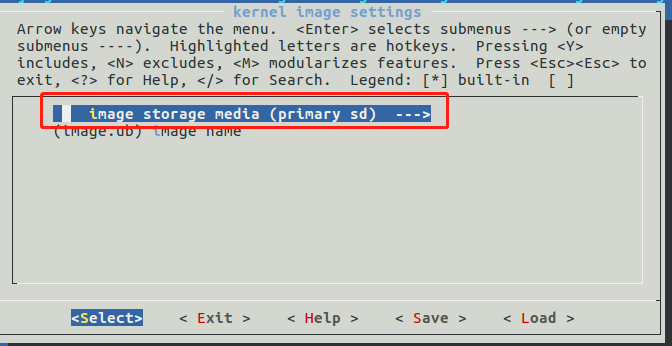 kernel image settings
Arrow keys navigate the menu. <Enter> selects submenus ---> (or empty
submenus ----). Highlighted letters are hotkeys. Pressing <Y>
includes, <N> excludes, <M> modularizes features. Press <Esc><Esc> to
exit, <?> for Help, </> for Search. Legend: [*] built-in [ ]
image storage media (primary sd) --->
(image.ub) image name
<Select> < Exit > < Help > < Save > < Load >